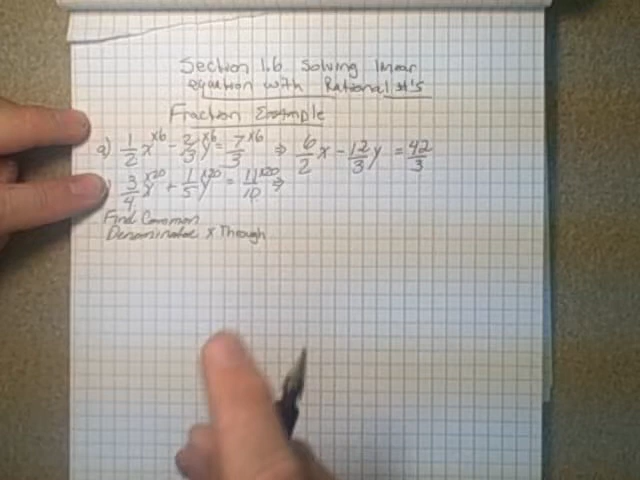 Section 1.6 Solving linear
equation with Rational #'s
Fraction Example
a) 1/2 x ×6 - 2/3 y ×6 = 7/3 ×6 ⇒ 6/2 x - 12/3 y = 42/3
3/4 x ×20 + 1/5 y ×20 = 11/10 ×20 ⇒
Find Common
Denominator × Through